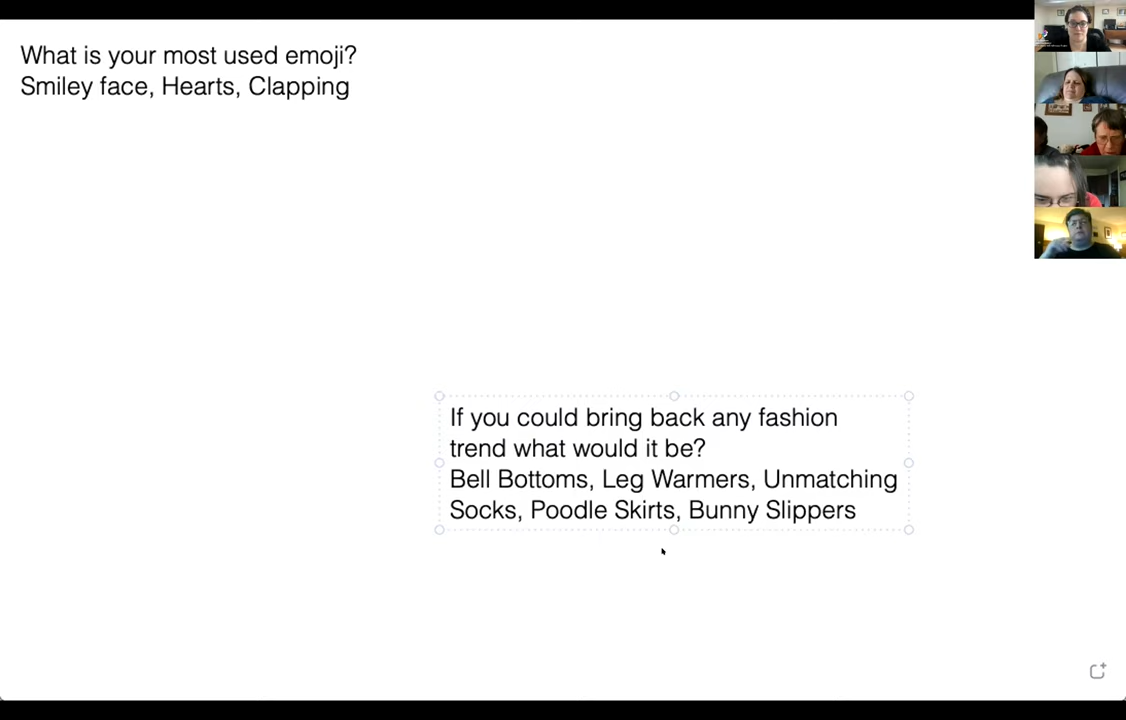 What is your most used emoji?
Smiley face, Hearts, Clapping
If you could bring back any fashion
trend what would it be?
Bell Bottoms, Leg Warmers, Unmatching
Socks, Poodle Skirts, Bunny Slippers